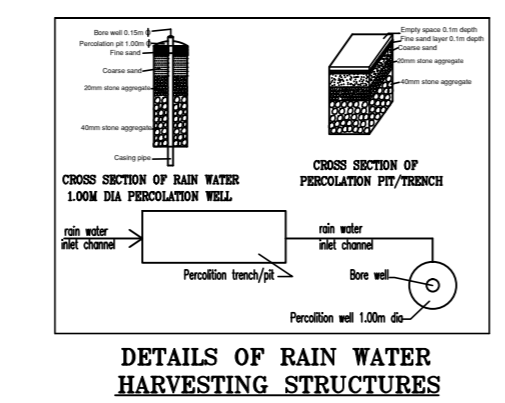 Bore well 0.15m ϕ
Percolation pit 1.00m ϕ
Fine sand
Coarse sand
20mm stone aggregate
40mm stone aggregate
Casing pipe
CROSS SECTION OF RAIN WATER
1.00M DIA PERCOLATION WELL
Empty space 0.1m depth
Fine sand layer 0.1m depth
Coarse sand
20mm stone aggregate
40mm stone aggregate
CROSS SECTION OF
PERCOLATION PIT/TRENCH
rain water
inlet channel
Percolition trench/pit
rain water
inlet channel
Bore well
Percolition well 1.00m dia
DETAILS OF RAIN WATER
HARVESTING STRUCTURES